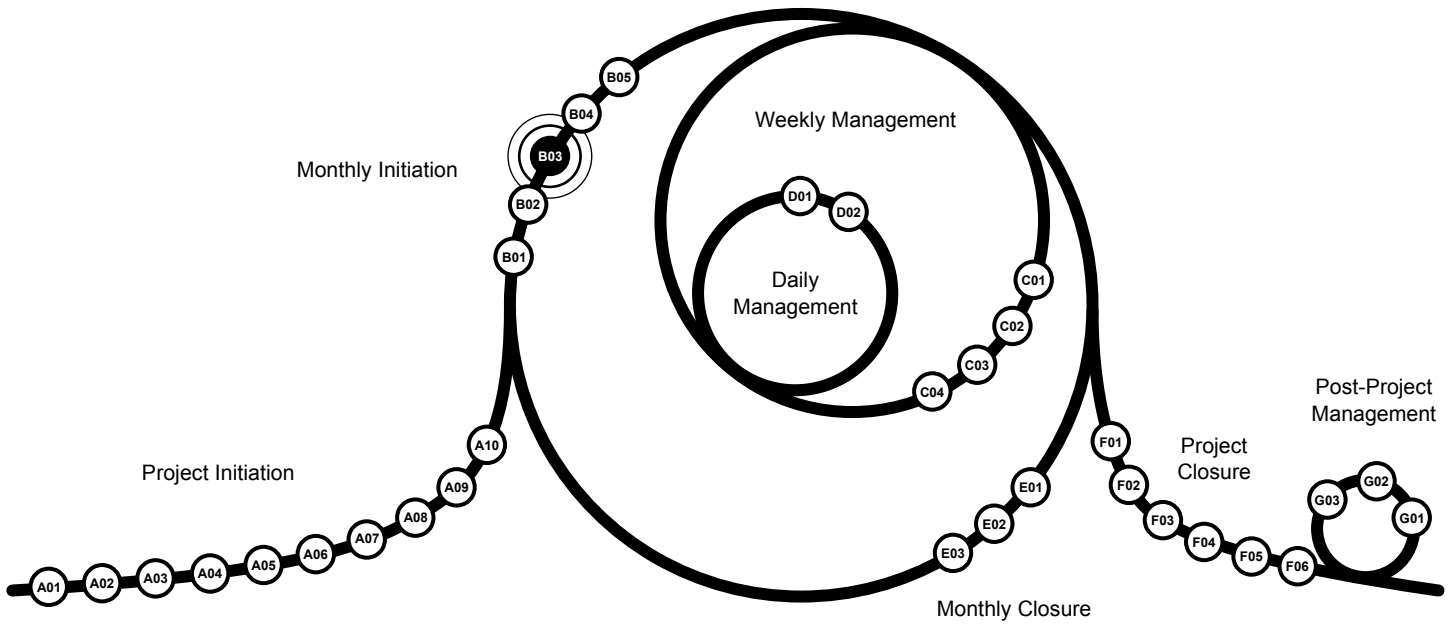 Monthly Initiation
B01
B02
B03
B04
B05
Weekly Management
C01
C02
C03
C04
Daily
Management
D01
D02
Project Initiation
A01
A02
A03
A04
A05
A06
A07
A08
A09
A10
Monthly Closure
E01
E02
E03
Project
Closure
F01
F02
F03
F04
F05
F06
Post-Project
Management
G01
G02
G03